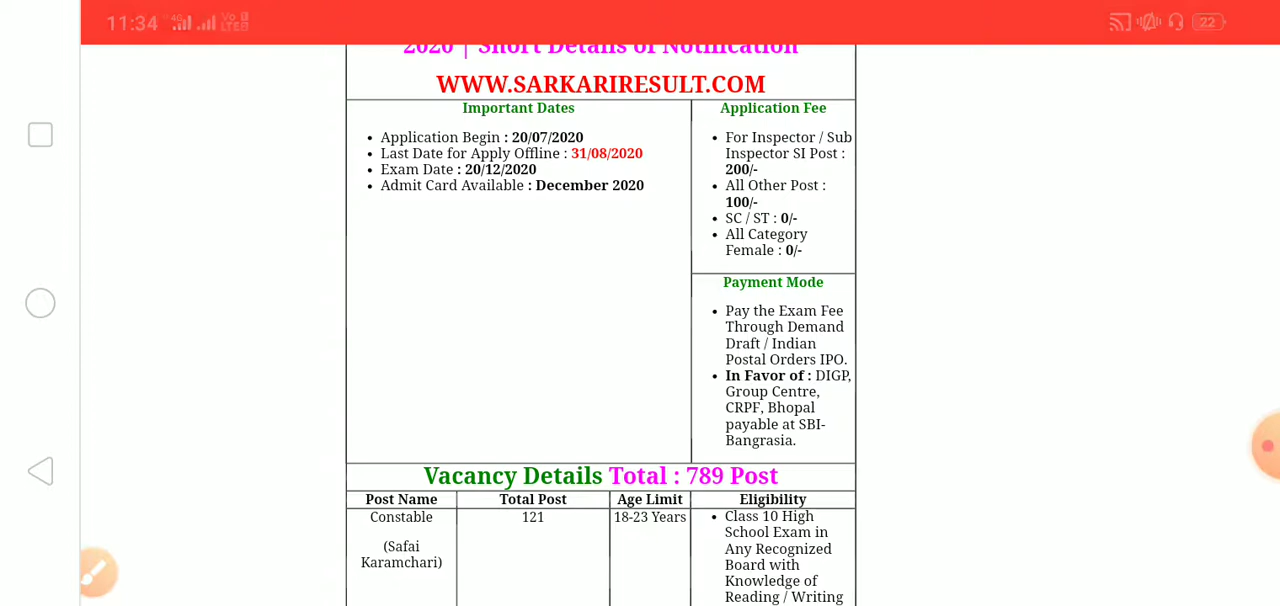 11:34 4G Vo LTE 2 22
2020 | Short Details of Notification
WWW.SARKARIRESULT.COM
Important Dates
Application Begin : 20/07/2020
Last Date for Apply Offline : 31/08/2020
Exam Date : 20/12/2020
Admit Card Available : December 2020
Application Fee
For Inspector / Sub
Inspector SI Post :
200/-
All Other Post :
100/-
SC / ST : 0/-
All Category
Female : 0/-
Payment Mode
Pay the Exam Fee
Through Demand
Draft / Indian
Postal Orders IPO.
In Favor of : DIGP,
Group Centre,
CRPF, Bhopal
payable at SBI-
Bangrasia.
Vacancy Details Total : 789 Post
Post Name Total Post Age Limit Eligibility
Constable 121 18-23 Years
(Safai
Karamchari)
Class 10 High
School Exam in
Any Recognized
Board with
Knowledge of
Reading / Writing